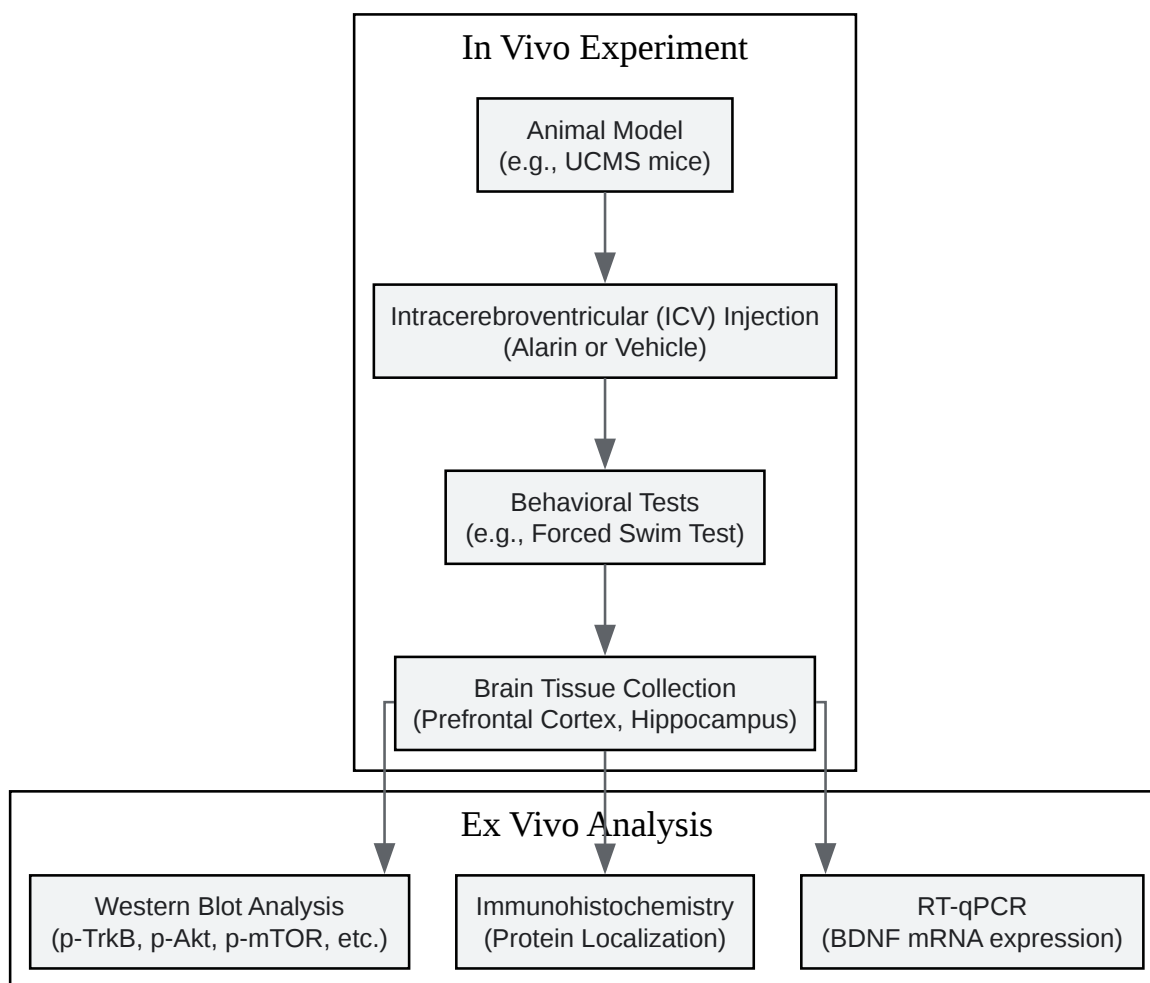 In Vivo Experiment
Animal Model
(e.g., UCMS mice)
Intracerebroventricular (ICV) Injection
(Alarin or Vehicle)
Behavioral Tests
(e.g., Forced Swim Test)
Brain Tissue Collection
(Prefrontal Cortex, Hippocampus)
Ex Vivo Analysis
Western Blot Analysis
(p-TrkB, p-Akt, p-mTOR, etc.)
Immunohistochemistry
(Protein Localization)
RT-qPCR
(BDNF mRNA expression)